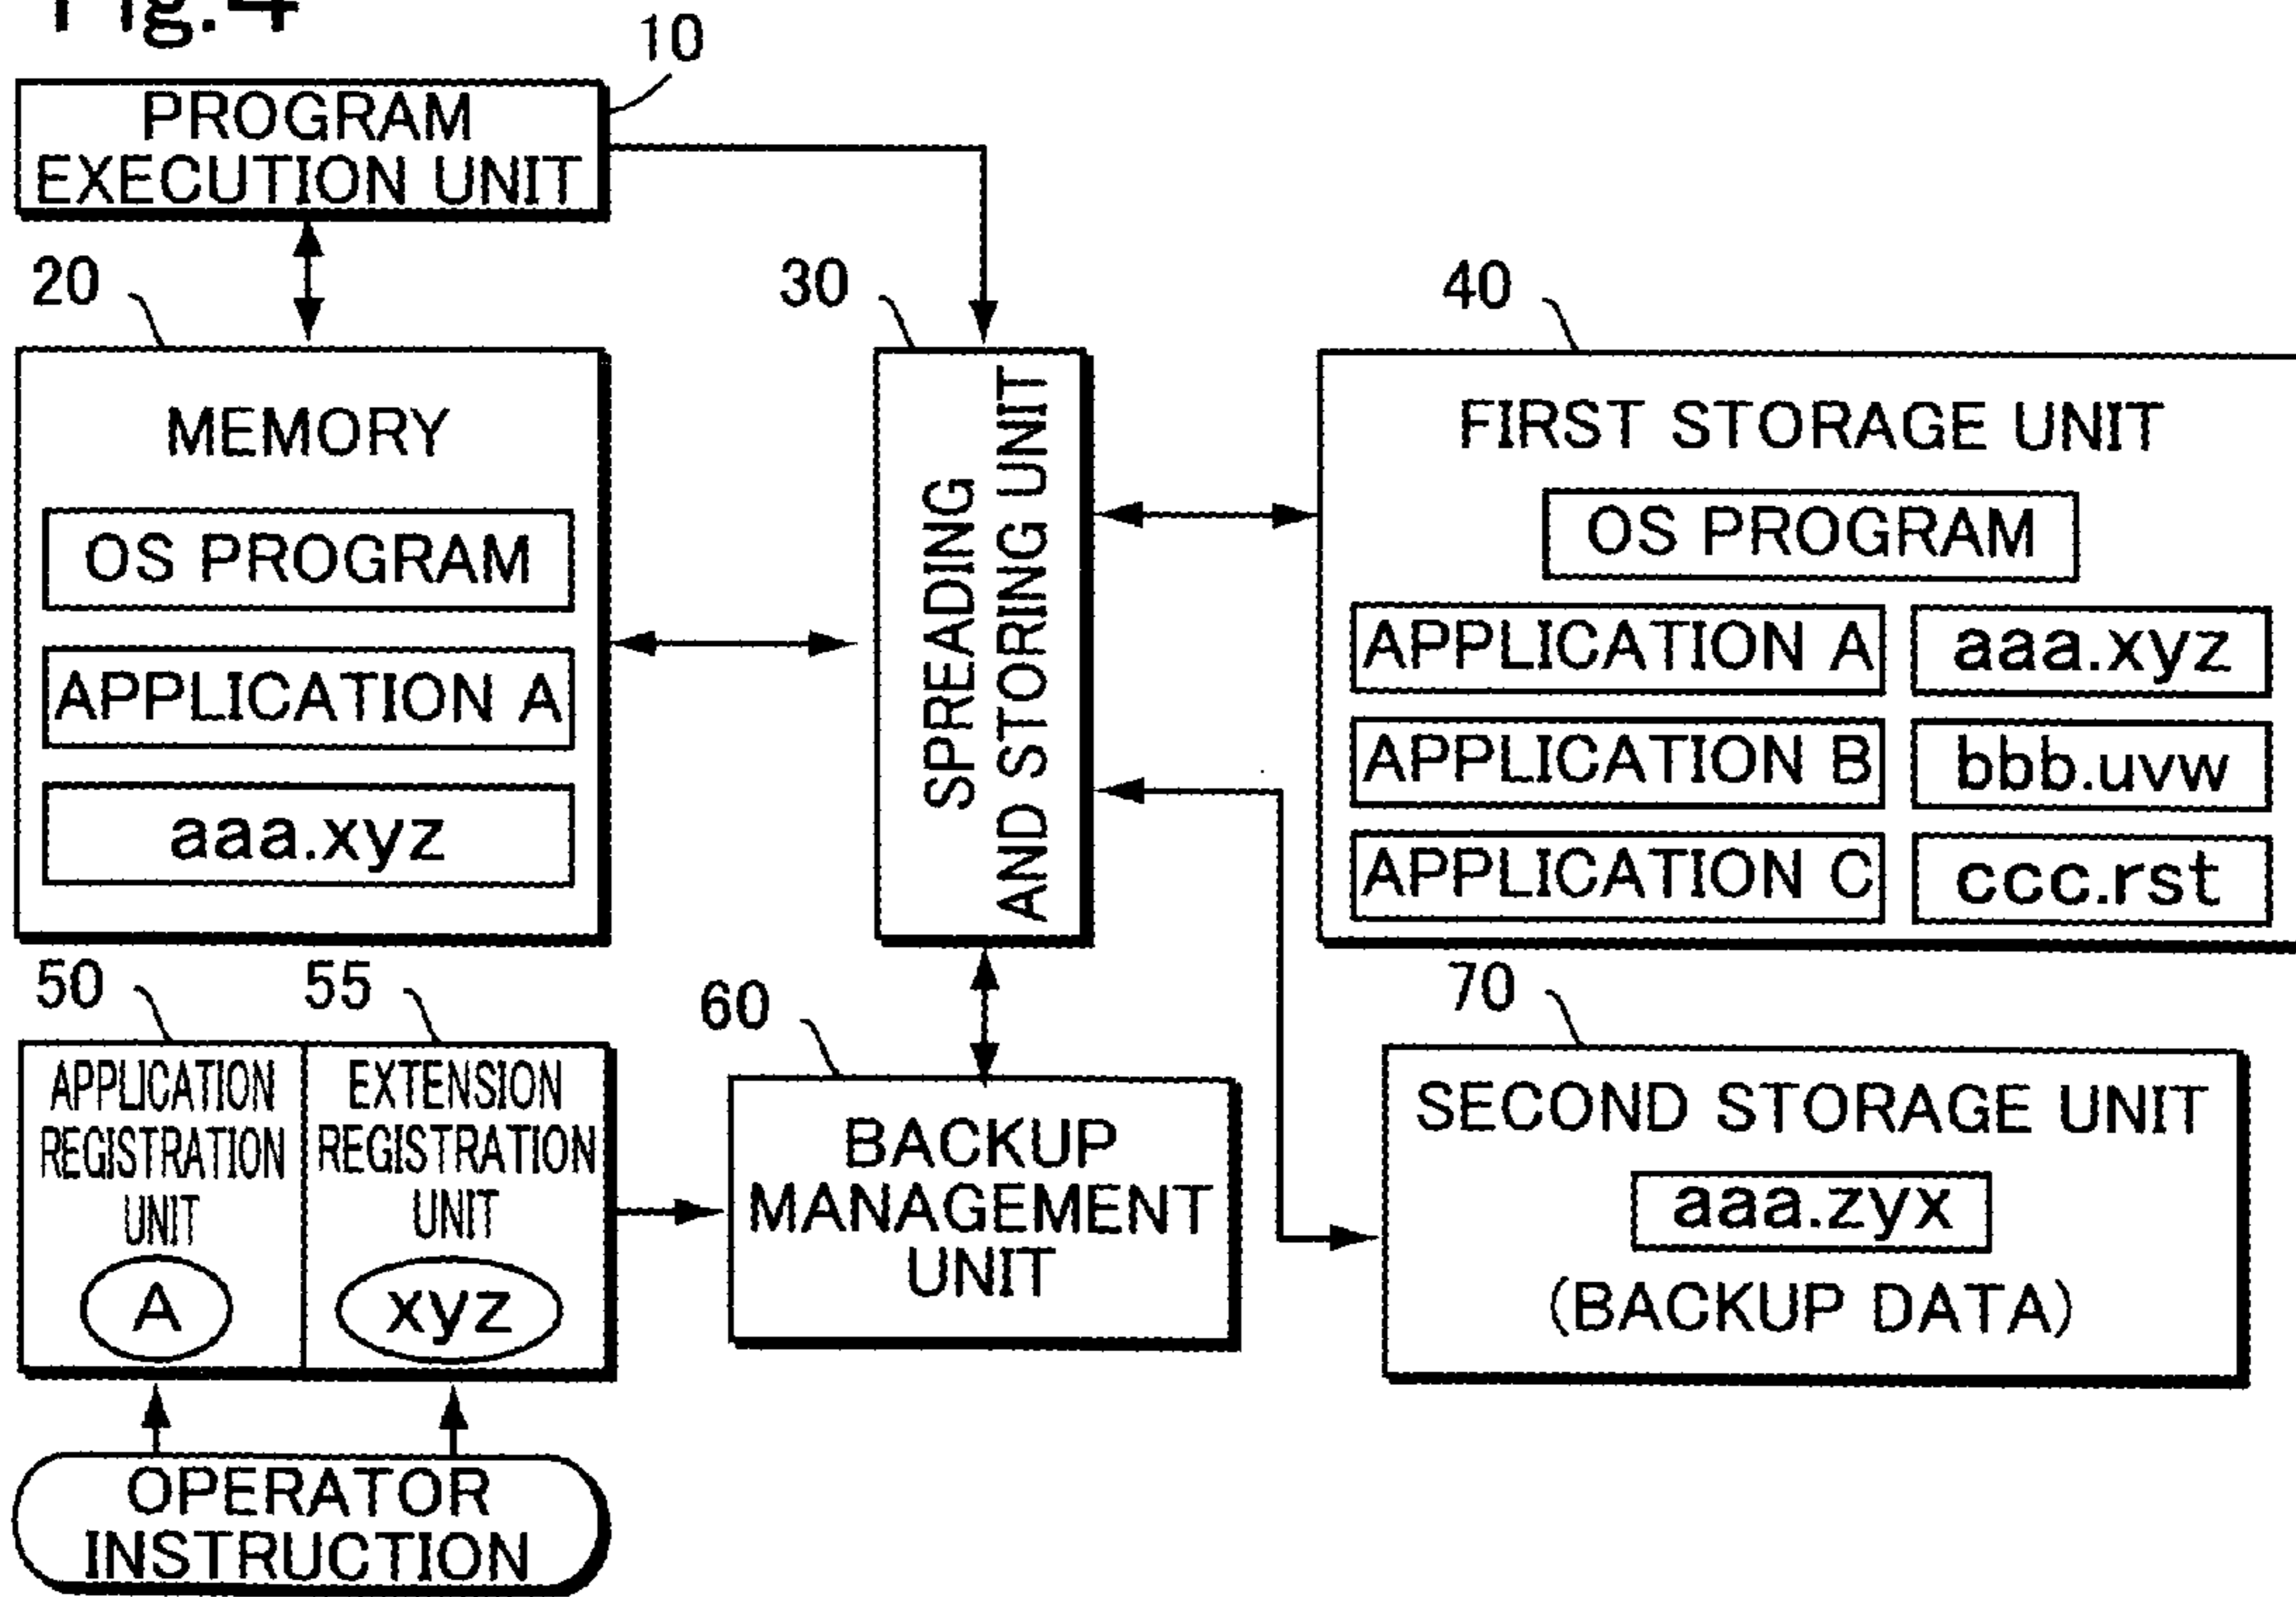 Fig.4
10
PROGRAM
EXECUTION UNIT
20
30
40
MEMORY
OS PROGRAM
APPLICATION A
aaa.xyz
SPREADING
AND STORING UNIT
FIRST STORAGE UNIT
OS PROGRAM
APPLICATION A
aaa.xyz
APPLICATION B
bbb.uvw
APPLICATION C
ccc.rst
50
55
60
70
APPLICATION
REGISTRATION
UNIT
A
EXTENSION
REGISTRATION
UNIT
xyz
BACKUP
MANAGEMENT
UNIT
SECOND STORAGE UNIT
aaa.zyx
(BACKUP DATA)
OPERATOR
INSTRUCTION